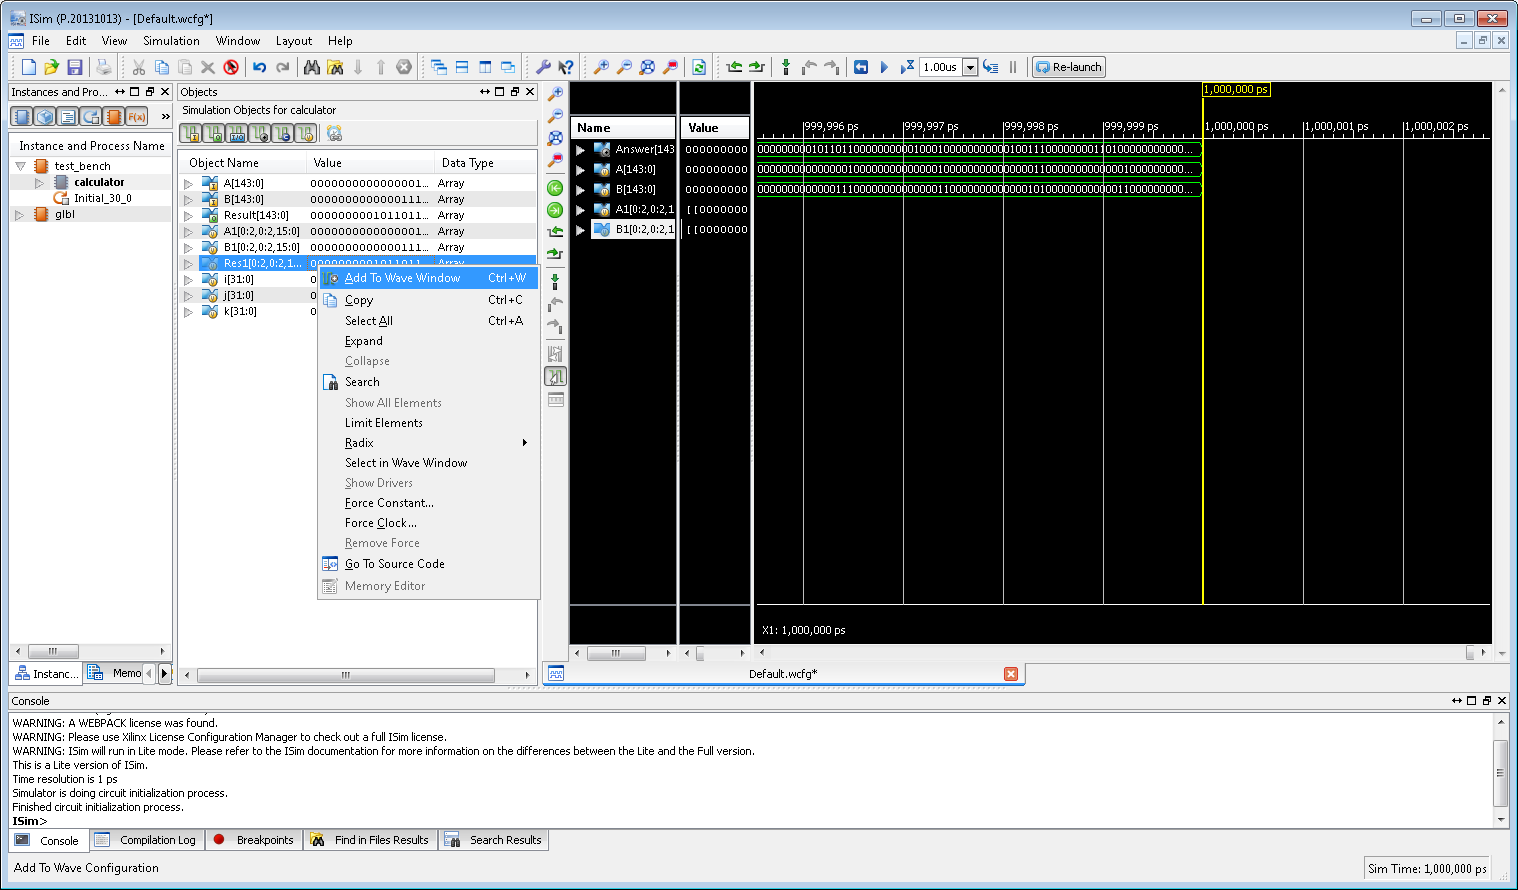 ISim (P.20131013) - [Default.wcfg*]
File Edit View Simulation Window Layout Help
1.00us Re-launch
Instances and Pro...
F(x) »
Instance and Process Name
test_bench
calculator
Initial_30_0
glbl
Instanc... Memo
Objects
Simulation Objects for calculator
Object Name Value Data Type
A[143:0] 0000000000000001... Array
B[143:0] 0000000000000111... Array
Result[143:0] 0000000001011011... Array
A1[0:2,0:2,15:0] 0000000000000001... Array
B1[0:2,0:2,15:0] 0000000000000111... Array
Res1[0:2,0:2,1... 0000000001011011... Array
i[31:0] 0
j[31:0] 0
k[31:0] 0
Add To Wave Window Ctrl+W
Copy Ctrl+C
Select All Ctrl+A
Expand
Collapse
Search
Show All Elements
Limit Elements
Radix
Select in Wave Window
Show Drivers
Force Constant...
Force Clock...
Remove Force
Go To Source Code
Memory Editor
Name Value
Answer[143 000000000
A[143:0] 000000000
B[143:0] 000000000
A1[0:2,0:2,1 [[0000000
B1[0:2,0:2,1 [[0000000
1,000,000 ps
999,996 ps 999,997 ps 999,998 ps 999,999 ps 1,000,000 ps 1,000,001 ps 1,000,002 ps
X1: 1,000,000 ps
Default.wcfg*
Console
WARNING: A WEBPACK license was found.
WARNING: Please use Xilinx License Configuration Manager to check out a full ISim license.
WARNING: ISim will run in Lite mode. Please refer to the ISim documentation for more information on the differences between the Lite and the Full version.
This is a Lite version of ISim.
Time resolution is 1 ps
Simulator is doing circuit initialization process.
Finished circuit initialization process.
ISim>
Console Compilation Log Breakpoints Find in Files Results Search Results
Add To Wave Configuration Sim Time: 1,000,000 ps